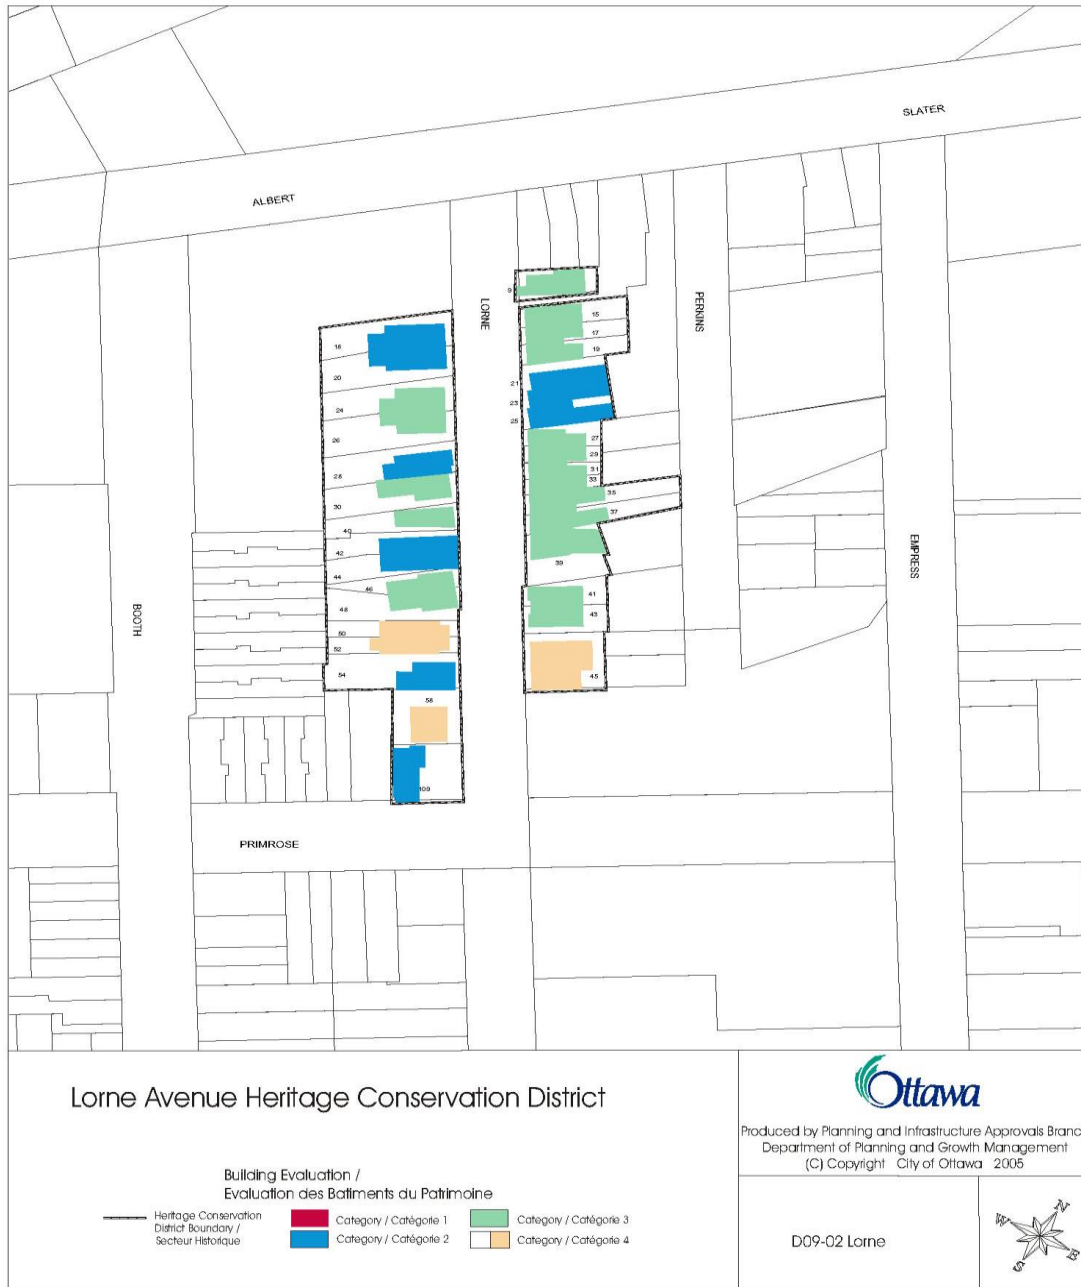 SLATER
ALBERT
LORNE
PERKINS
EMPRESS
BOOTH
PRIMROSE
9
15
17
19
21
23
25
27
29
31
33
35
37
39
41
43
45
18
20
24
26
28
30
40
42
44
46
48
50
52
54
58
109
Lorne Avenue Heritage Conservation District
Building Evaluation /
Evaluation des Batiments du Patrimoine
Heritage Conservation
District Boundary /
Secteur Historique
Category / Catégorie 1
Category / Catégorie 2
Category / Catégorie 3
Category / Catégorie 4
Ottawa
Produced by Planning and Infrastructure Approvals Branc
Department of Planning and Growth Management
(C) Copyright City of Ottawa 2005
D09-02 Lorne
N
W
E
S